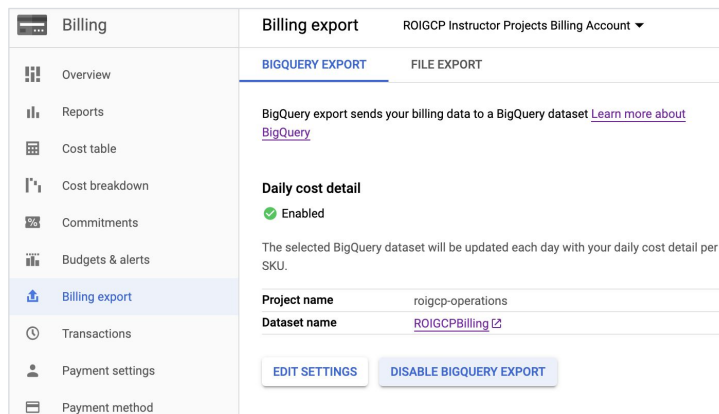 Billing
Overview
Reports
Cost table
Cost breakdown
Commitments
Budgets & alerts
Billing export
Transactions
Payment settings
Payment method
Billing export ROIGCP Instructor Projects Billing Account
BIGQUERY EXPORT FILE EXPORT
BigQuery export sends your billing data to a BigQuery dataset Learn more about
BigQuery
Daily cost detail
Enabled
The selected BigQuery dataset will be updated each day with your daily cost detail per
SKU.
Project name roigcp-operations
Dataset name ROIGCPBilling
EDIT SETTINGS DISABLE BIGQUERY EXPORT